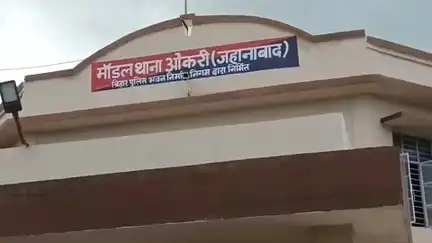 मॉडल थाना ओकरी (जहानाबाद)
बिहार पुलिस भवन निर्माण निगम द्वारा निर्मित